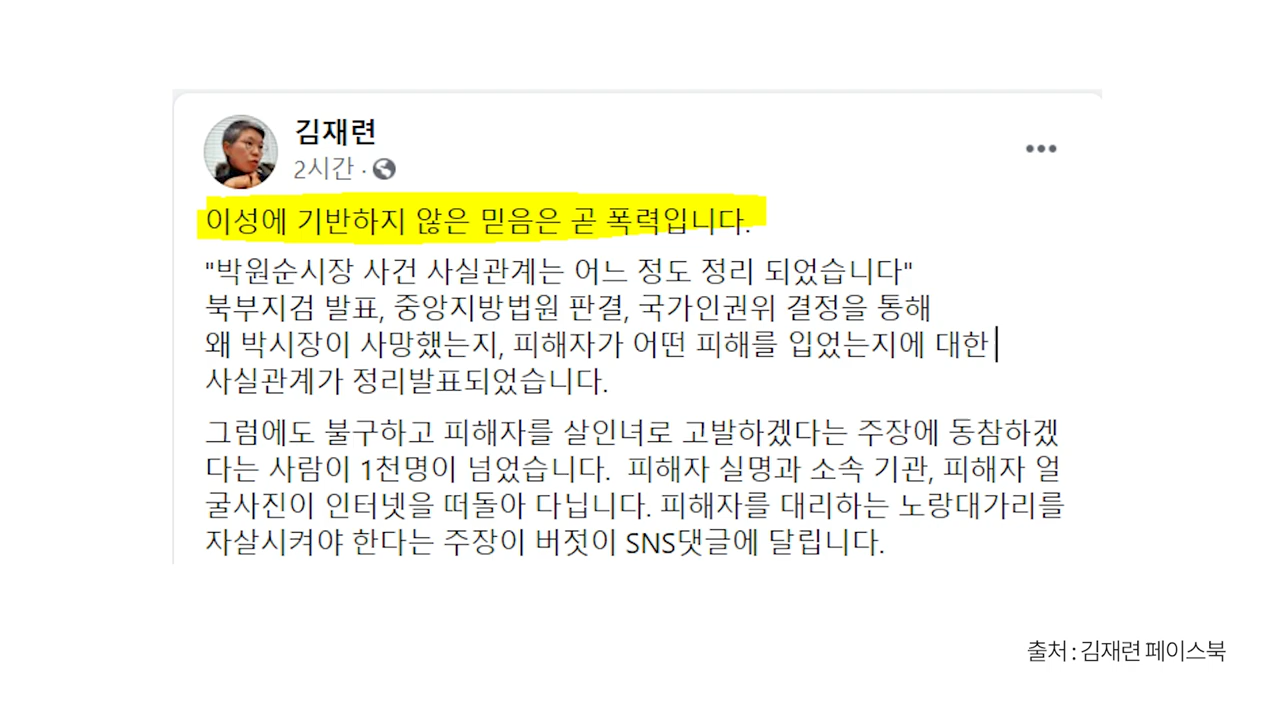 김재련
2시간 ·
이성에 기반하지 않은 믿음은 곧 폭력입니다.
"박원순시장 사건 사실관계는 어느 정도 정리 되었습니다"
북부지검 발표, 중앙지방법원 판결, 국가인권위 결정을 통해
왜 박시장이 사망했는지, 피해자가 어떤 피해를 입었는지에 대한
사실관계가 정리발표되었습니다.
그럼에도 불구하고 피해자를 살인녀로 고발하겠다는 주장에 동참하겠
다는 사람이 1천명이 넘었습니다. 피해자 실명과 소속 기관, 피해자 얼
굴사진이 인터넷을 떠돌아 다닙니다. 피해자를 대리하는 노랑대가리를
자살시켜야 한다는 주장이 버젓이 SNS댓글에 달립니다.
출처 : 김재련 페이스북